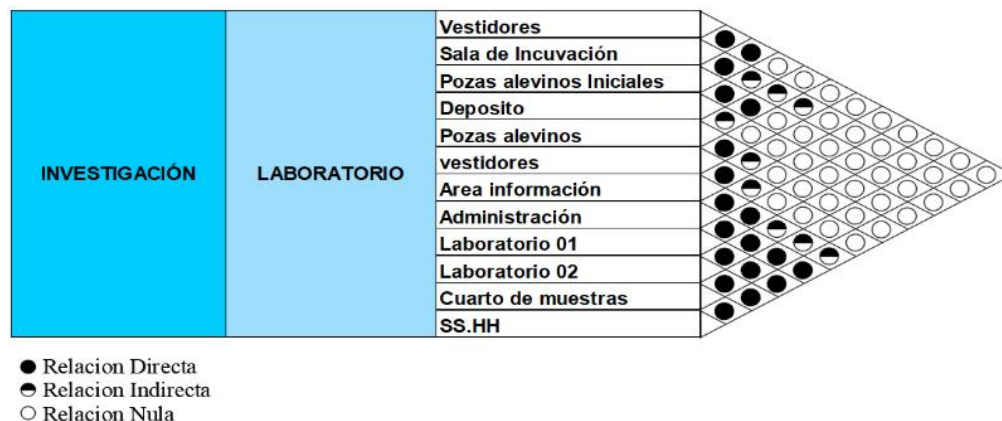 INVESTIGACIÓN
LABORATORIO
Vestidores
Sala de Incuvación
Pozas alevinos Iniciales
Deposito
Pozas alevinos
vestidores
Area información
Administración
Laboratorio 01
Laboratorio 02
Cuarto de muestras
SS.HH
Relacion Directa
Relacion Indirecta
Relacion Nula